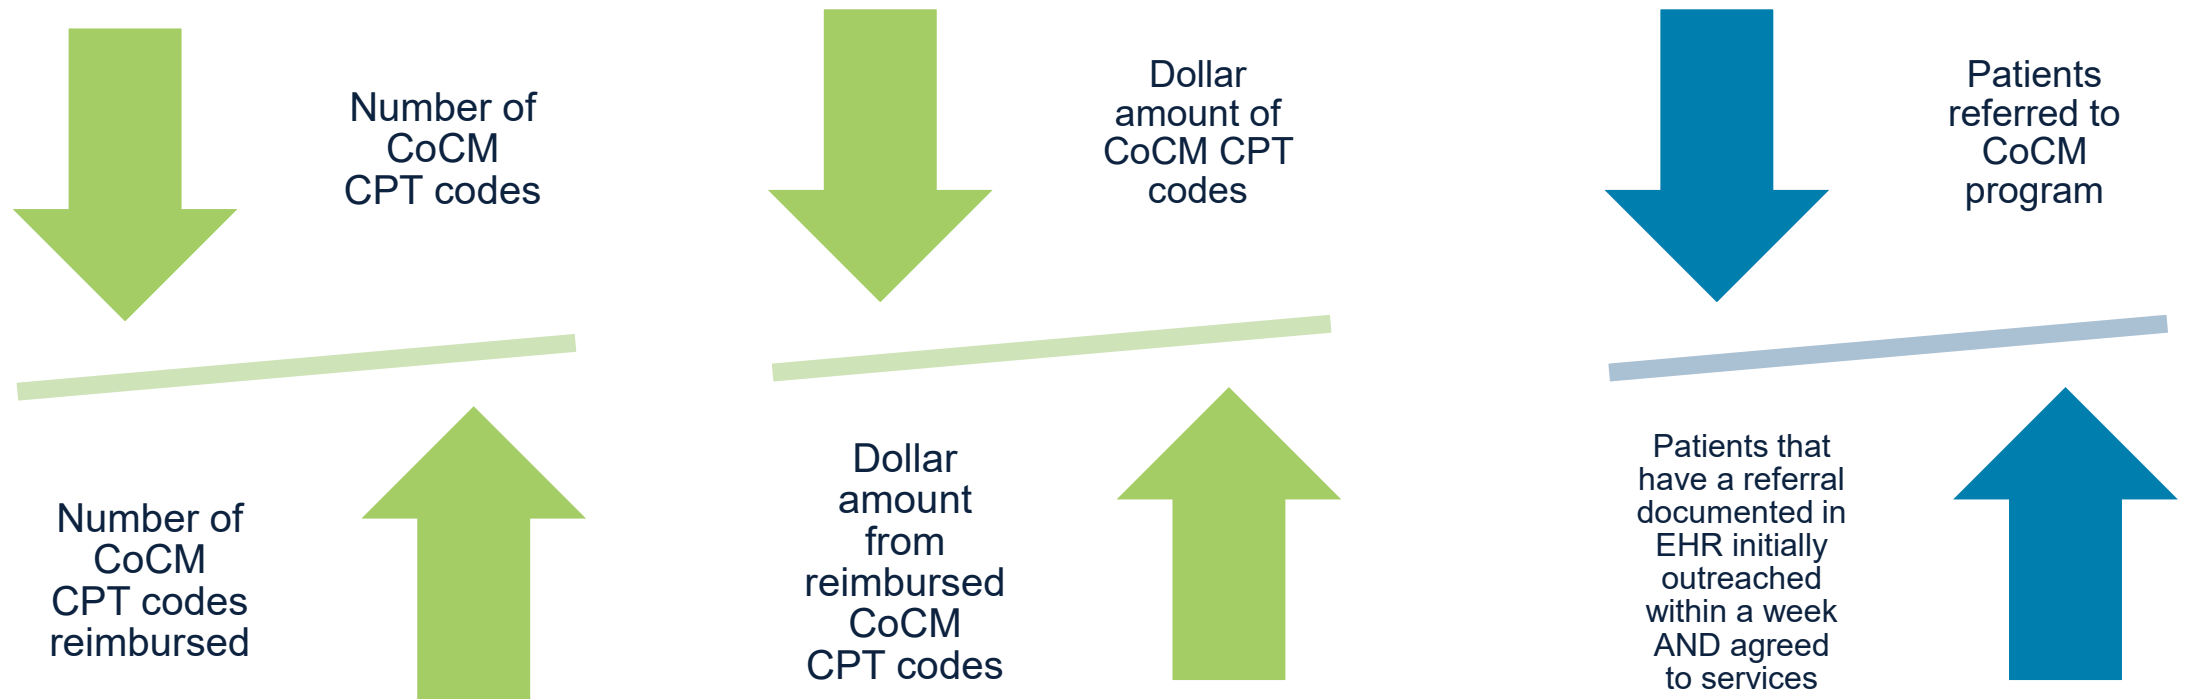 Number of
CoCM
CPT codes
Number of
CoCM
CPT codes
reimbursed
Dollar
amount of
CoCM CPT
codes
Dollar
amount
from
reimbursed
CoCM
CPT codes
Patients
referred to
CoCM
program
Patients that
have a referral
documented in
EHR initially
outreached
within a week
AND agreed
to services